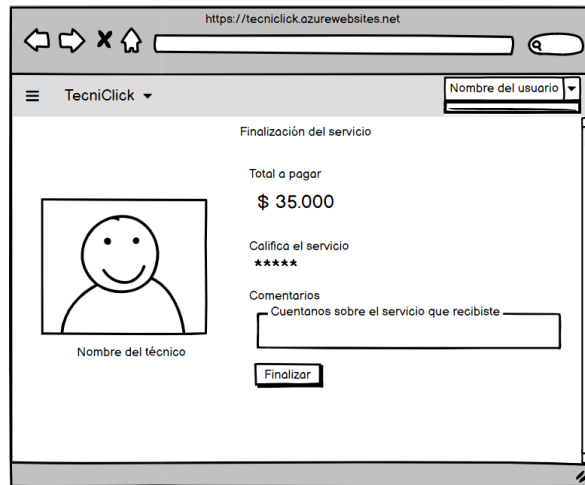 https://tecniclick.azurewebsites.net
TecniClick
Nombre del usuario
Finalización del servicio
Total a pagar
$ 35.000
Califica el servicio
*****
Comentarios
Cuentanos sobre el servicio que recibiste
Nombre del técnico
Finalizar